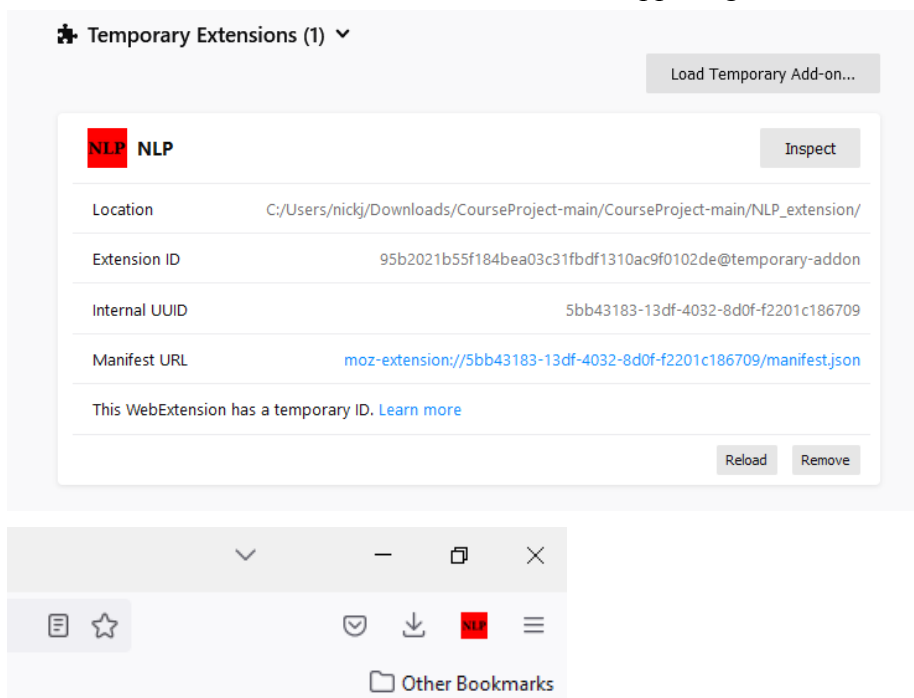 Temporary Extensions (1)
Load Temporary Add-on...
NLP NLP
Inspect
Location C:/Users/nickj/Downloads/CourseProject-main/CourseProject-main/NLP_extension/
Extension ID 95b2021b55f184bea03c31fbdf1310ac9f0102de@temporary-addon
Internal UUID 5bb43183-13df-4032-8d0f-f2201c186709
Manifest URL moz-extension://5bb43183-13df-4032-8d0f-f2201c186709/manifest.json
This WebExtension has a temporary ID. Learn more
Reload Remove
NLP
Other Bookmarks